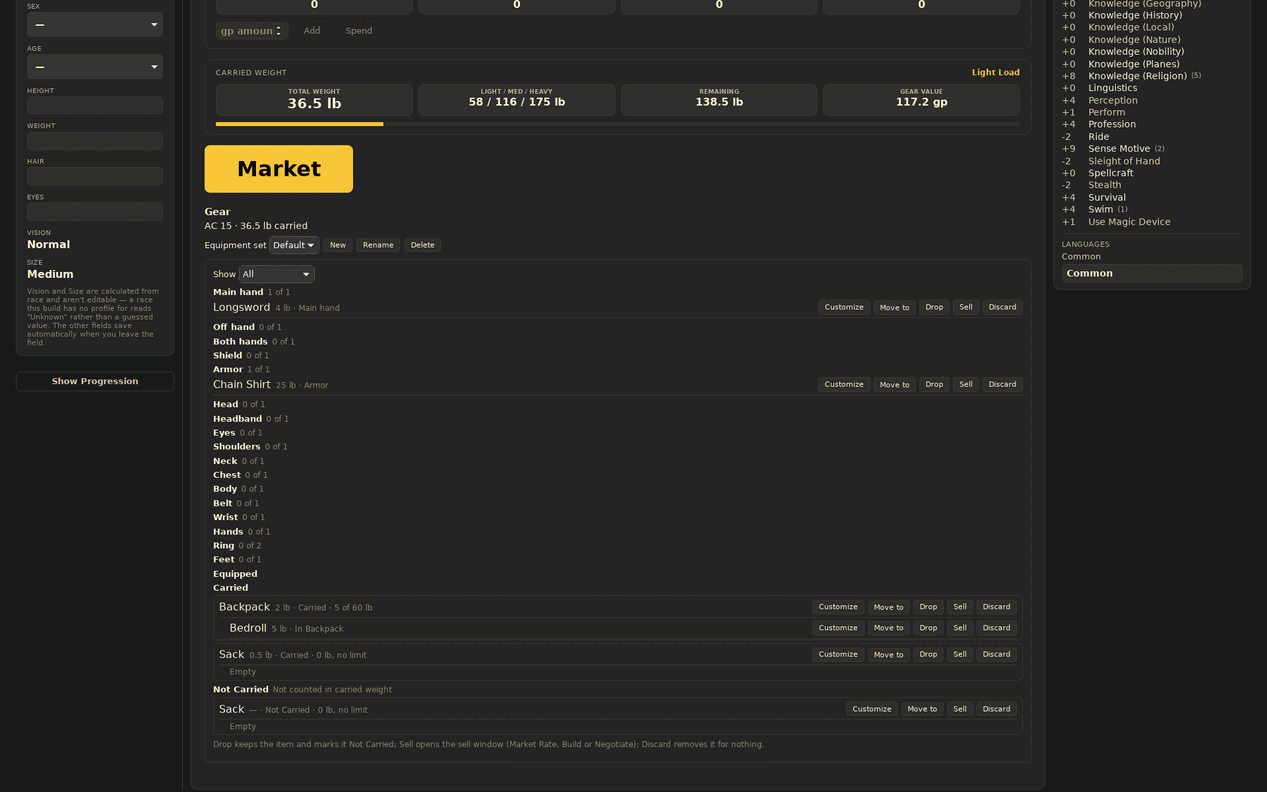 SEX
—
AGE
—
HEIGHT
WEIGHT
HAIR
EYES
VISION
Normal
SIZE
Medium
Vision and Size are calculated from
race and aren't editable — a race
this build has no profile for reads
"Unknown" rather than a guessed
value. The other fields save
automatically when you leave the
field.
Show Progression
0 0 0 0
gp amoun Add Spend
CARRIED WEIGHT Light Load
TOTAL WEIGHT
36.5 lb
LIGHT / MED / HEAVY
58 / 116 / 175 lb
REMAINING
138.5 lb
GEAR VALUE
117.2 gp
Market
Gear
AC 15 · 36.5 lb carried
Equipment set Default New Rename Delete
Show All
Main hand 1 of 1
Longsword 4 lb · Main hand Customize Move to Drop Sell Discard
Off hand 0 of 1
Both hands 0 of 1
Shield 0 of 1
Armor 1 of 1
Chain Shirt 25 lb · Armor Customize Move to Drop Sell Discard
Head 0 of 1
Headband 0 of 1
Eyes 0 of 1
Shoulders 0 of 1
Neck 0 of 1
Chest 0 of 1
Body 0 of 1
Belt 0 of 1
Wrist 0 of 1
Hands 0 of 1
Ring 0 of 2
Feet 0 of 1
Equipped
Carried
Backpack 2 lb · Carried · 5 of 60 lb Customize Move to Drop Sell Discard
Bedroll 5 lb · In Backpack Customize Move to Drop Sell Discard
Sack 0.5 lb · Carried · 0 lb, no limit Customize Move to Drop Sell Discard
Empty
Not Carried Not counted in carried weight
Sack — · Not Carried · 0 lb, no limit Customize Move to Sell Discard
Empty
Drop keeps the item and marks it Not Carried; Sell opens the sell window (Market Rate, Build or Negotiate); Discard removes it for nothing.
+0 Knowledge (Geography)
+0 Knowledge (History)
+0 Knowledge (Local)
+0 Knowledge (Nature)
+0 Knowledge (Nobility)
+0 Knowledge (Planes)
+8 Knowledge (Religion) (5)
+0 Linguistics
+4 Perception
+1 Perform
+4 Profession
-2 Ride
+9 Sense Motive (2)
-2 Sleight of Hand
+0 Spellcraft
-2 Stealth
+4 Survival
+4 Swim (1)
+1 Use Magic Device
LANGUAGES
Common
Common